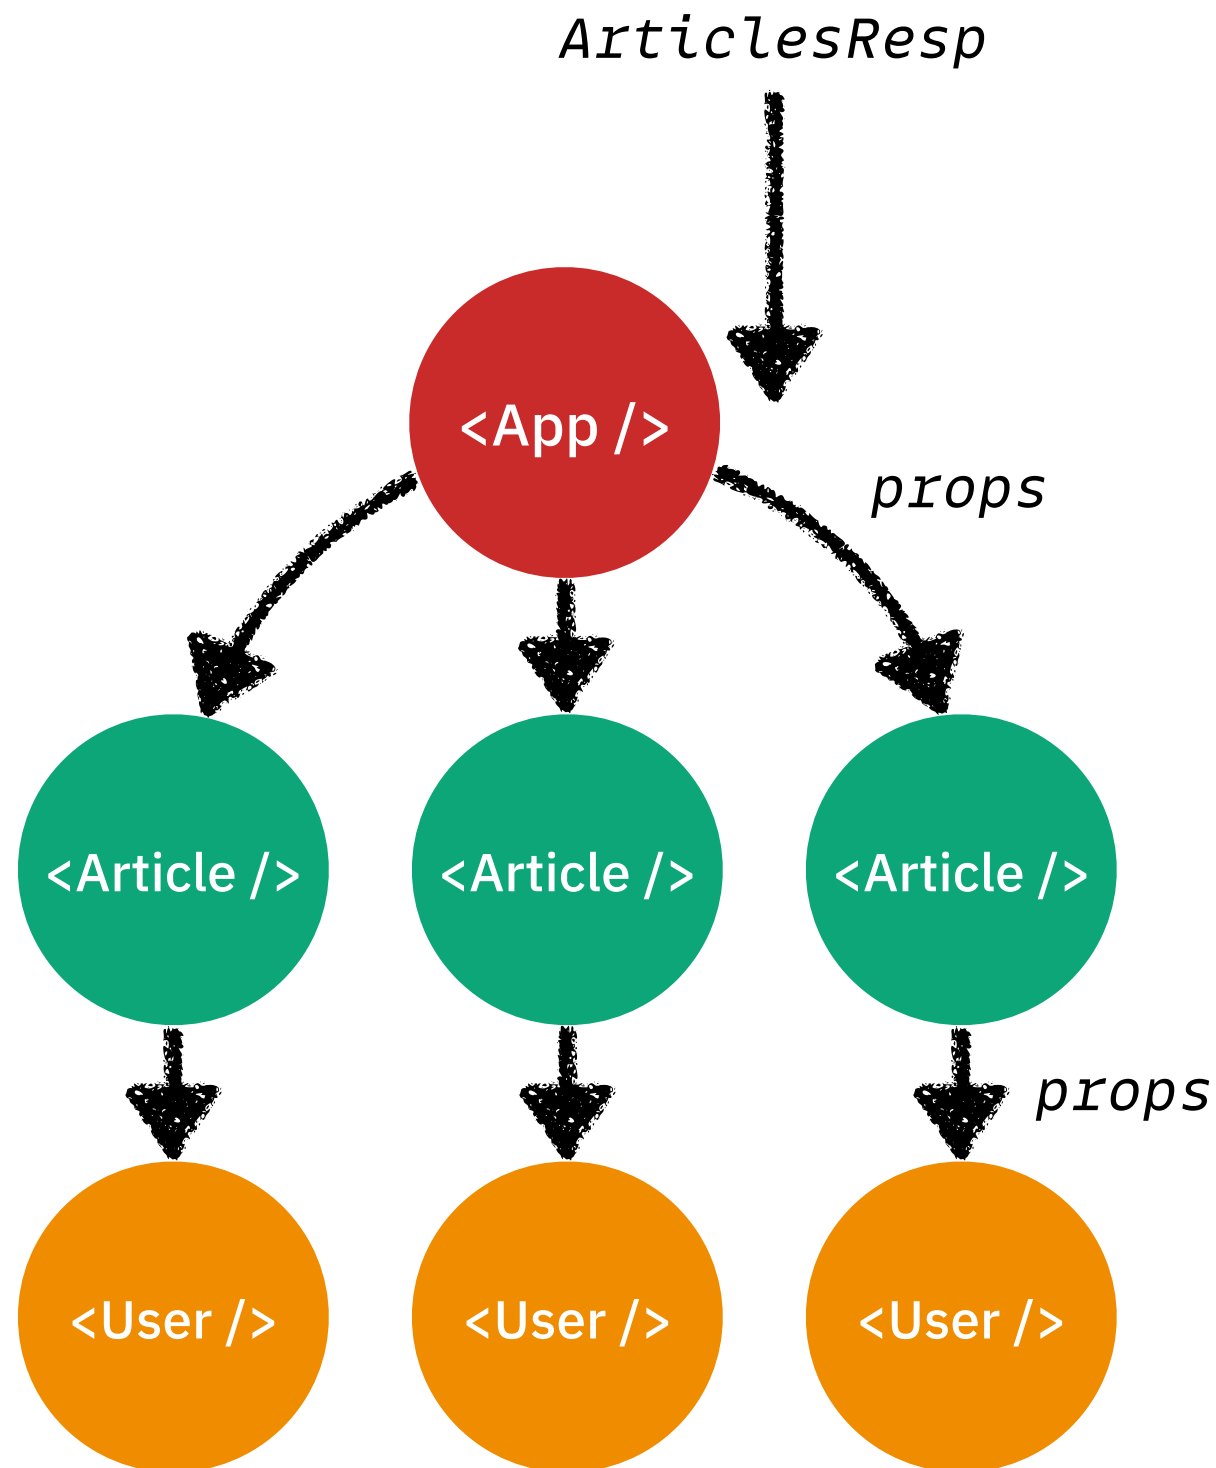 ArticlesResp
<App />
props
<Article />
<Article />
<Article />
props
<User />
<User />
<User />